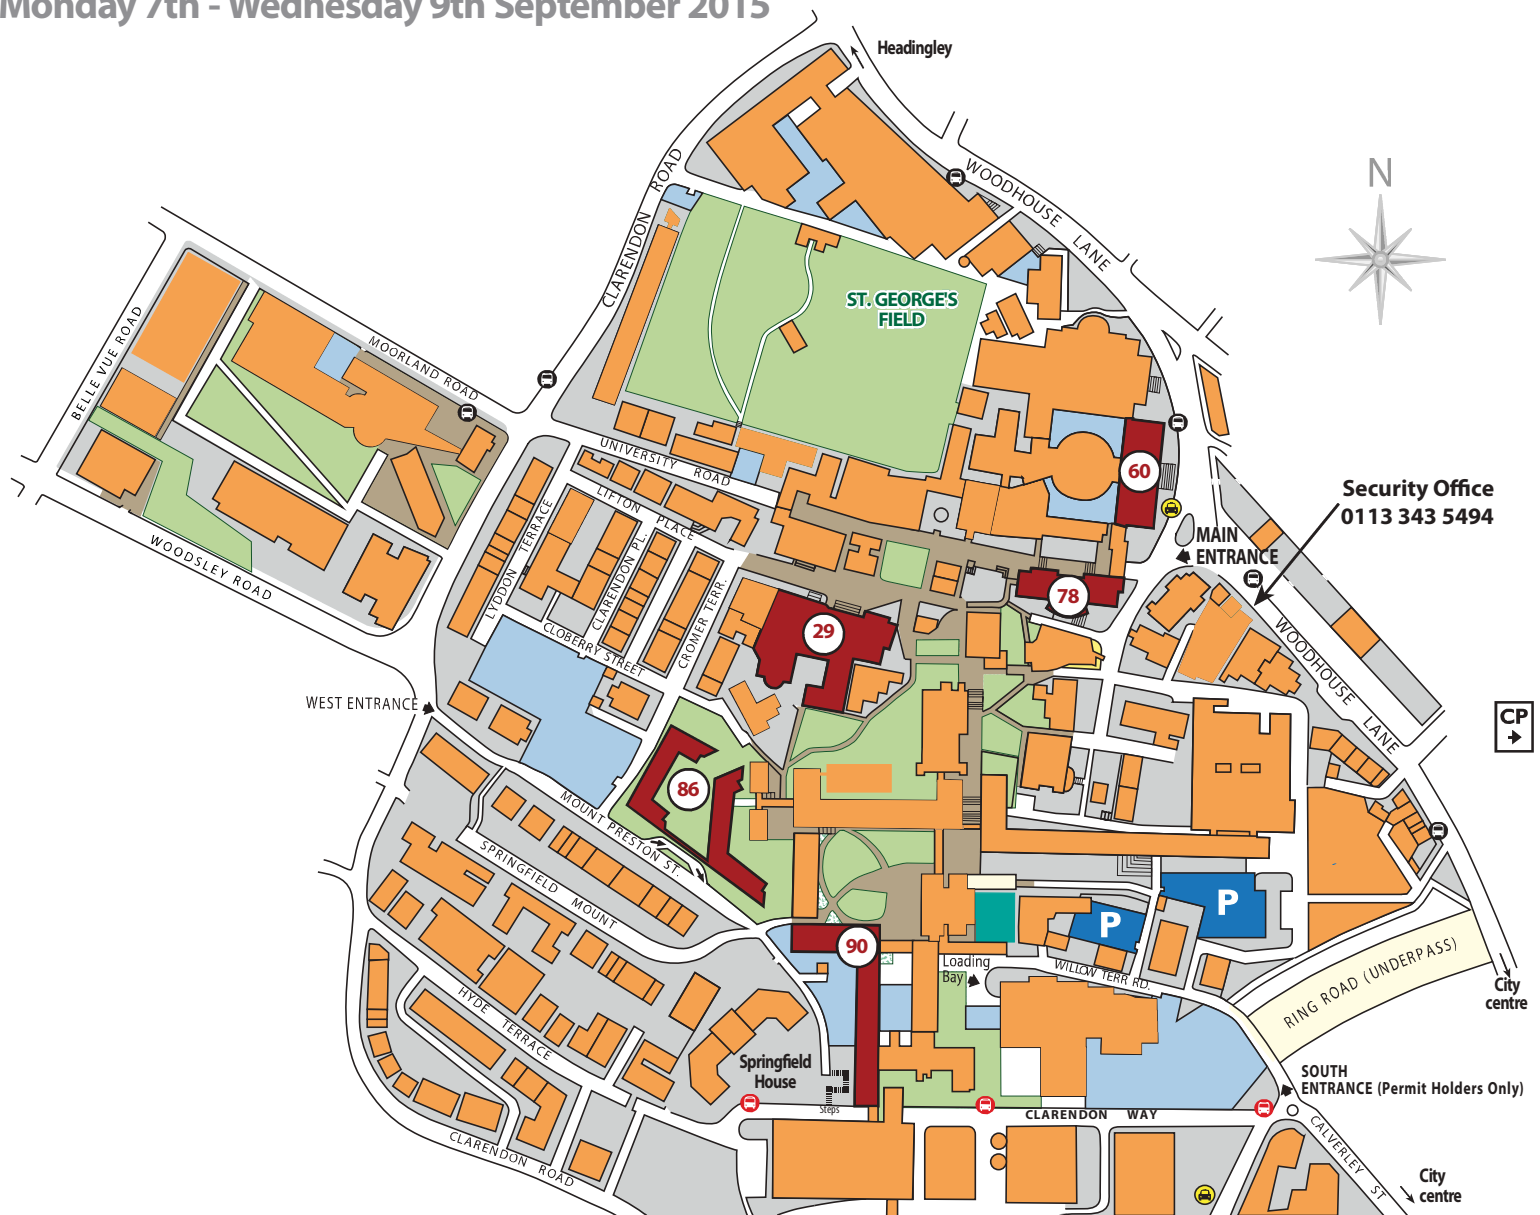 Monday 7th - Wednesday 9th September 2015
Headingley
N
WOODHOUSE LANE
CLARENDON ROAD
ST. GEORGE'S
FIELD
BELLE VUE ROAD
MOORLAND ROAD
UNIVERSITY ROAD
LIFTON PLACE
60
Security Office
0113 343 5494
MAIN
ENTRANCE
WOODSLEY ROAD
LYDDON TERRACE
CLARENDON PL.
CROMER TERR.
CLOBERRY STREET
78
29
WOODHOUSE LANE
WEST ENTRANCE
CP
86
MOUNT PRESTON ST.
SPRINGFIELD MOUNT
P
P
90
Loading
Bay
WILLOW TERR RD.
RING ROAD (UNDERPASS)
City
centre
HYDE TERRACE
Springfield
House
Steps
SOUTH
ENTRANCE (Permit Holders Only)
CLARENDON WAY
CLARENDON ROAD
CALVERLEY ST
City
centre